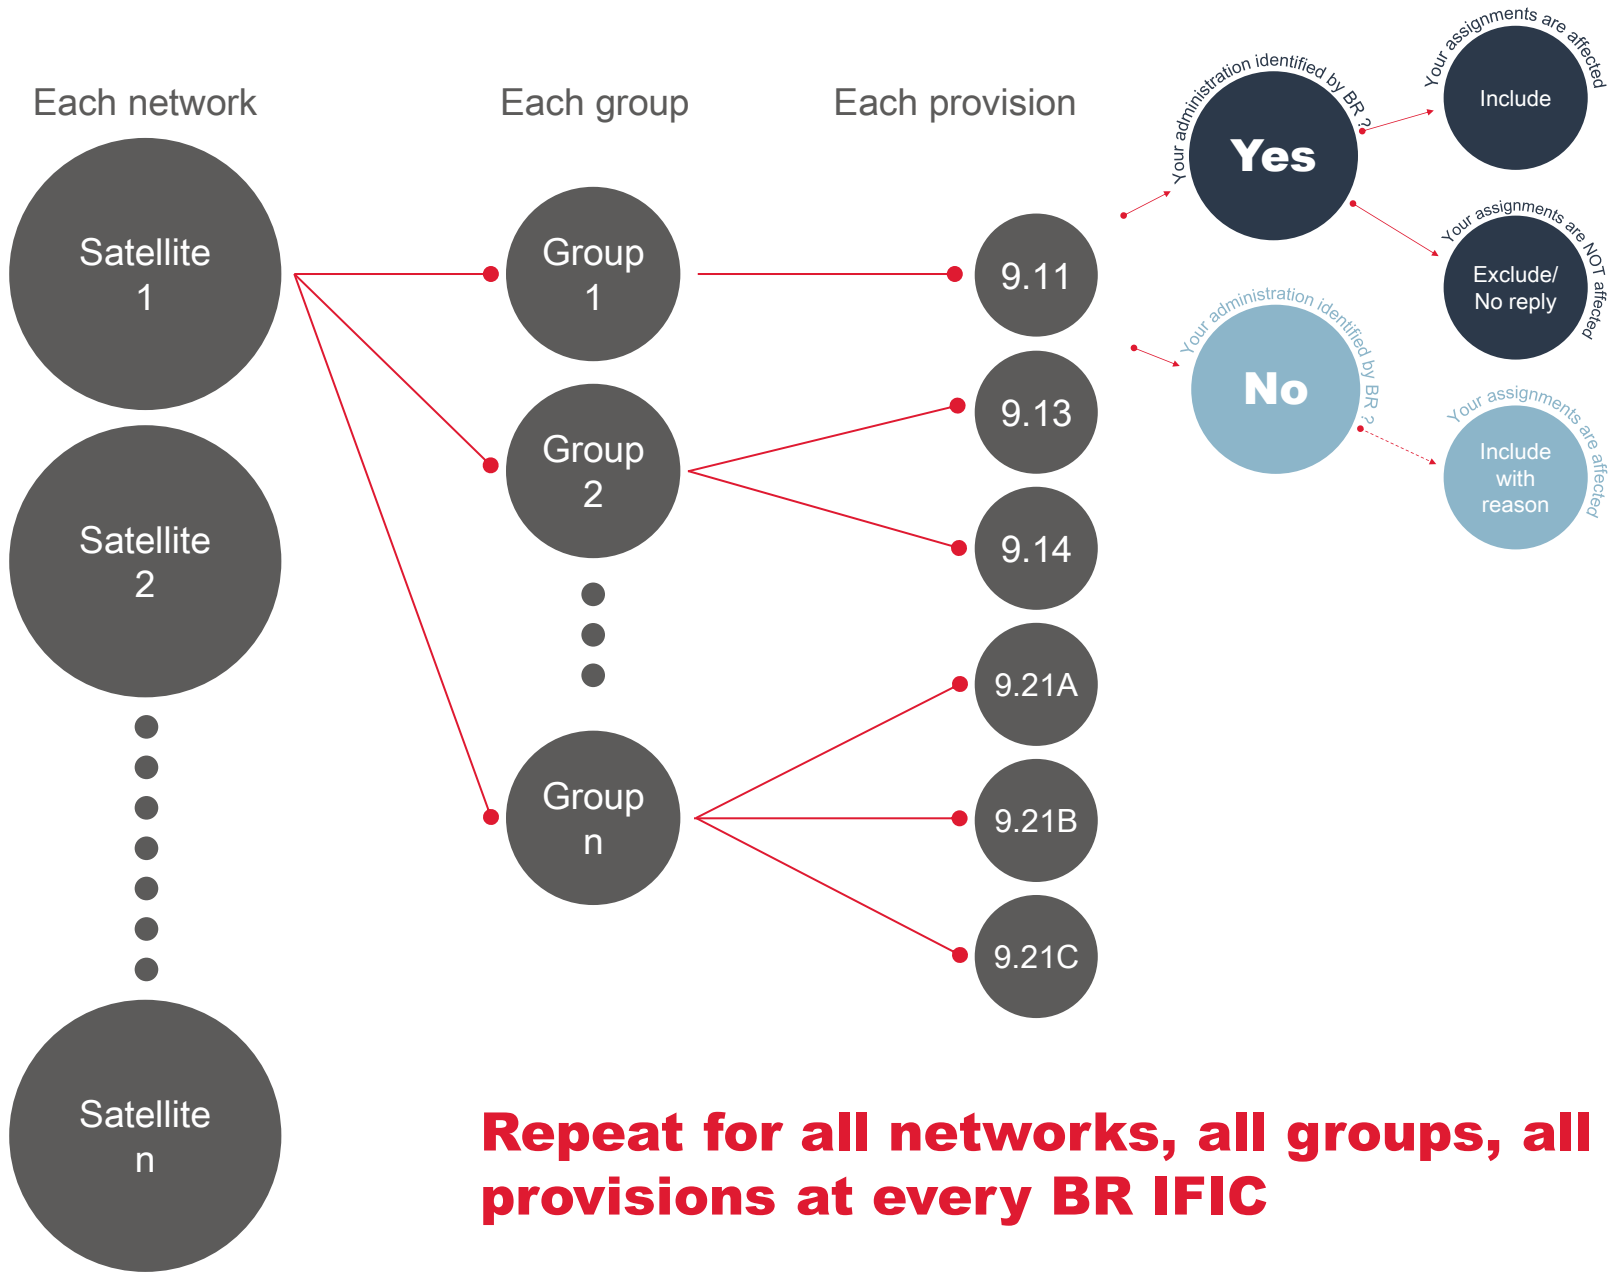 Each network
Each group
Each provision
Satellite
1
Satellite
2
Satellite
n
Group
1
Group
2
Group
n
9.11
9.13
9.14
9.21A
9.21B
9.21C
Your administration identified by BR ?
Yes
Your assignments are affected
Include
Your assignments are NOT affected
Exclude/
No reply
Your administration identified by BR ?
No
Your assignments are affected
Include
with
reason
Repeat for all networks, all groups, all
provisions at every BR IFIC